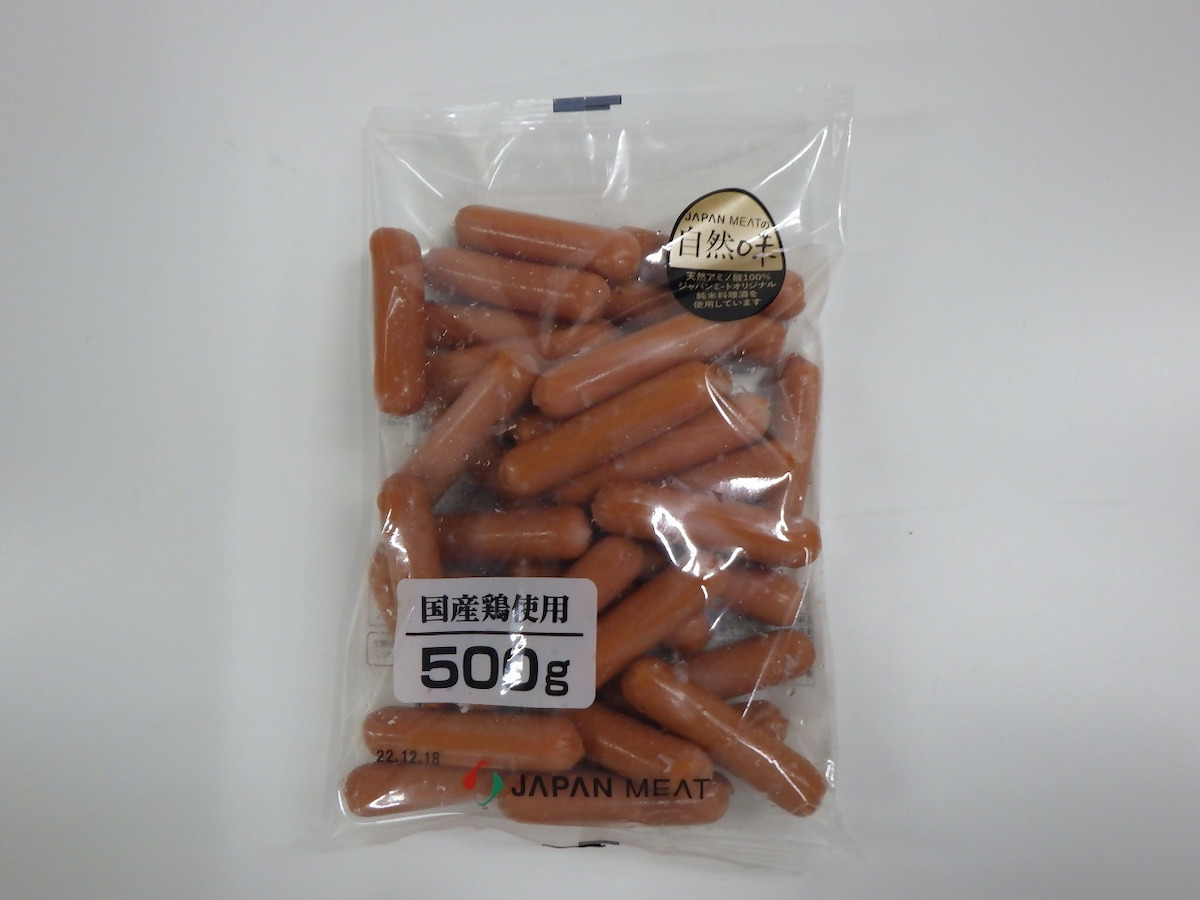 JAPAN MEATの
自然味
天然アミノ酸100%
ジャパンミートオリジナル
純米料理酒を
使用しています
国産鶏使用
500g
22.12.18
JAPAN MEAT